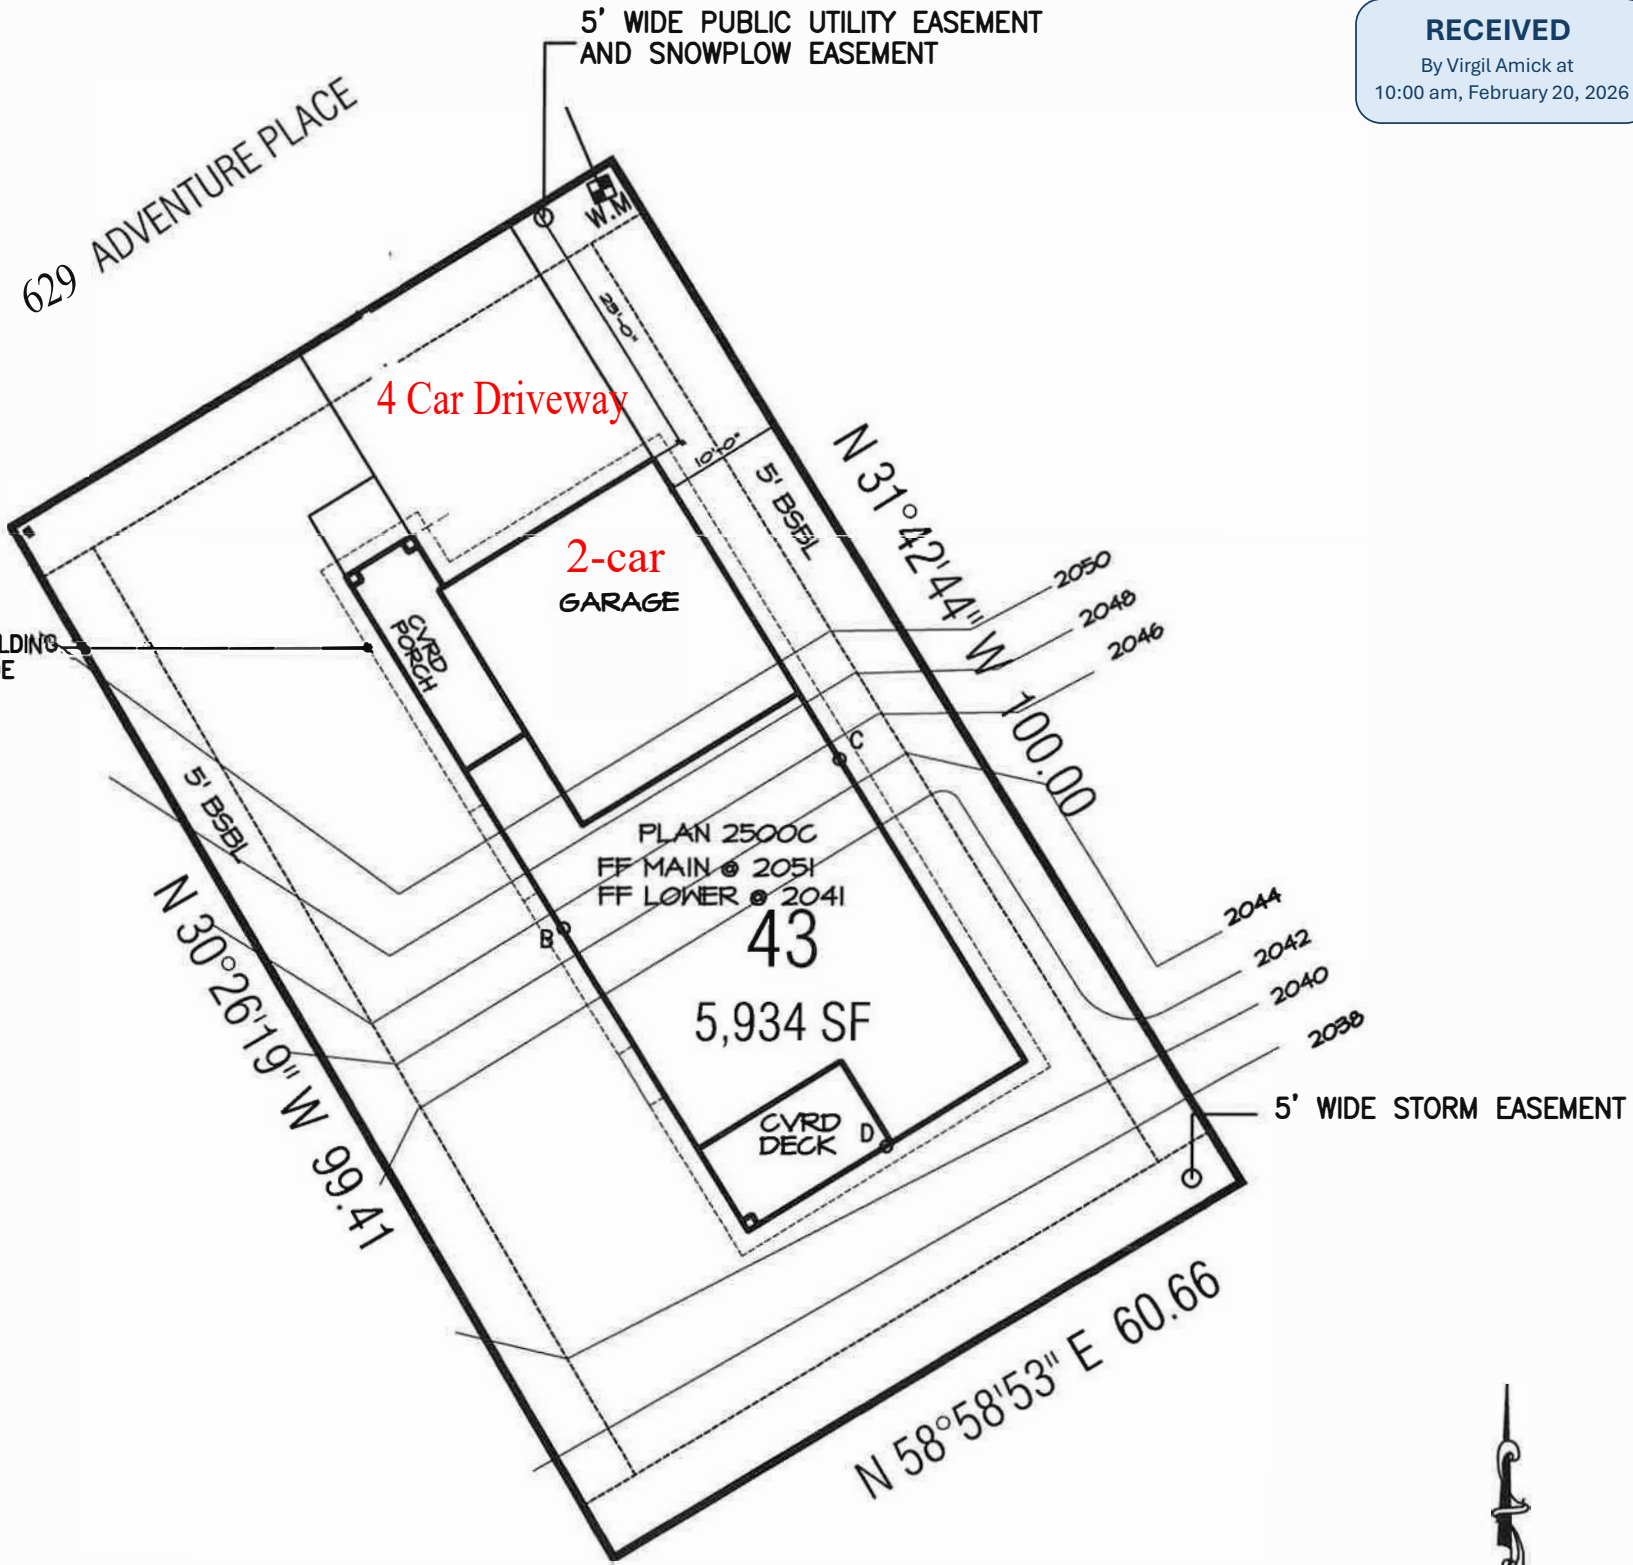 5' WIDE PUBLIC UTILITY EASEMENT
AND SNOWPLOW EASEMENT
RECEIVED
By Virgil Amick at
10:00 am, February 20, 2026
629 ADVENTURE PLACE
W.M
28'-0"
4 Car Driveway
10'-0"
5' BSBL
N 31°42'44" W 100.00
2-car
GARAGE
2050
2048
2046
LDING
E
CVRD
PORCH
C
5' BSBL
PLAN 2500C
FF MAIN @ 2051
FF LOWER @ 2041
43
B
5,934 SF
N 30°26'19" W 99.41
2044
2042
2040
2038
CVRD
DECK
D
5' WIDE STORM EASEMENT
N 58°58'53" E 60.66